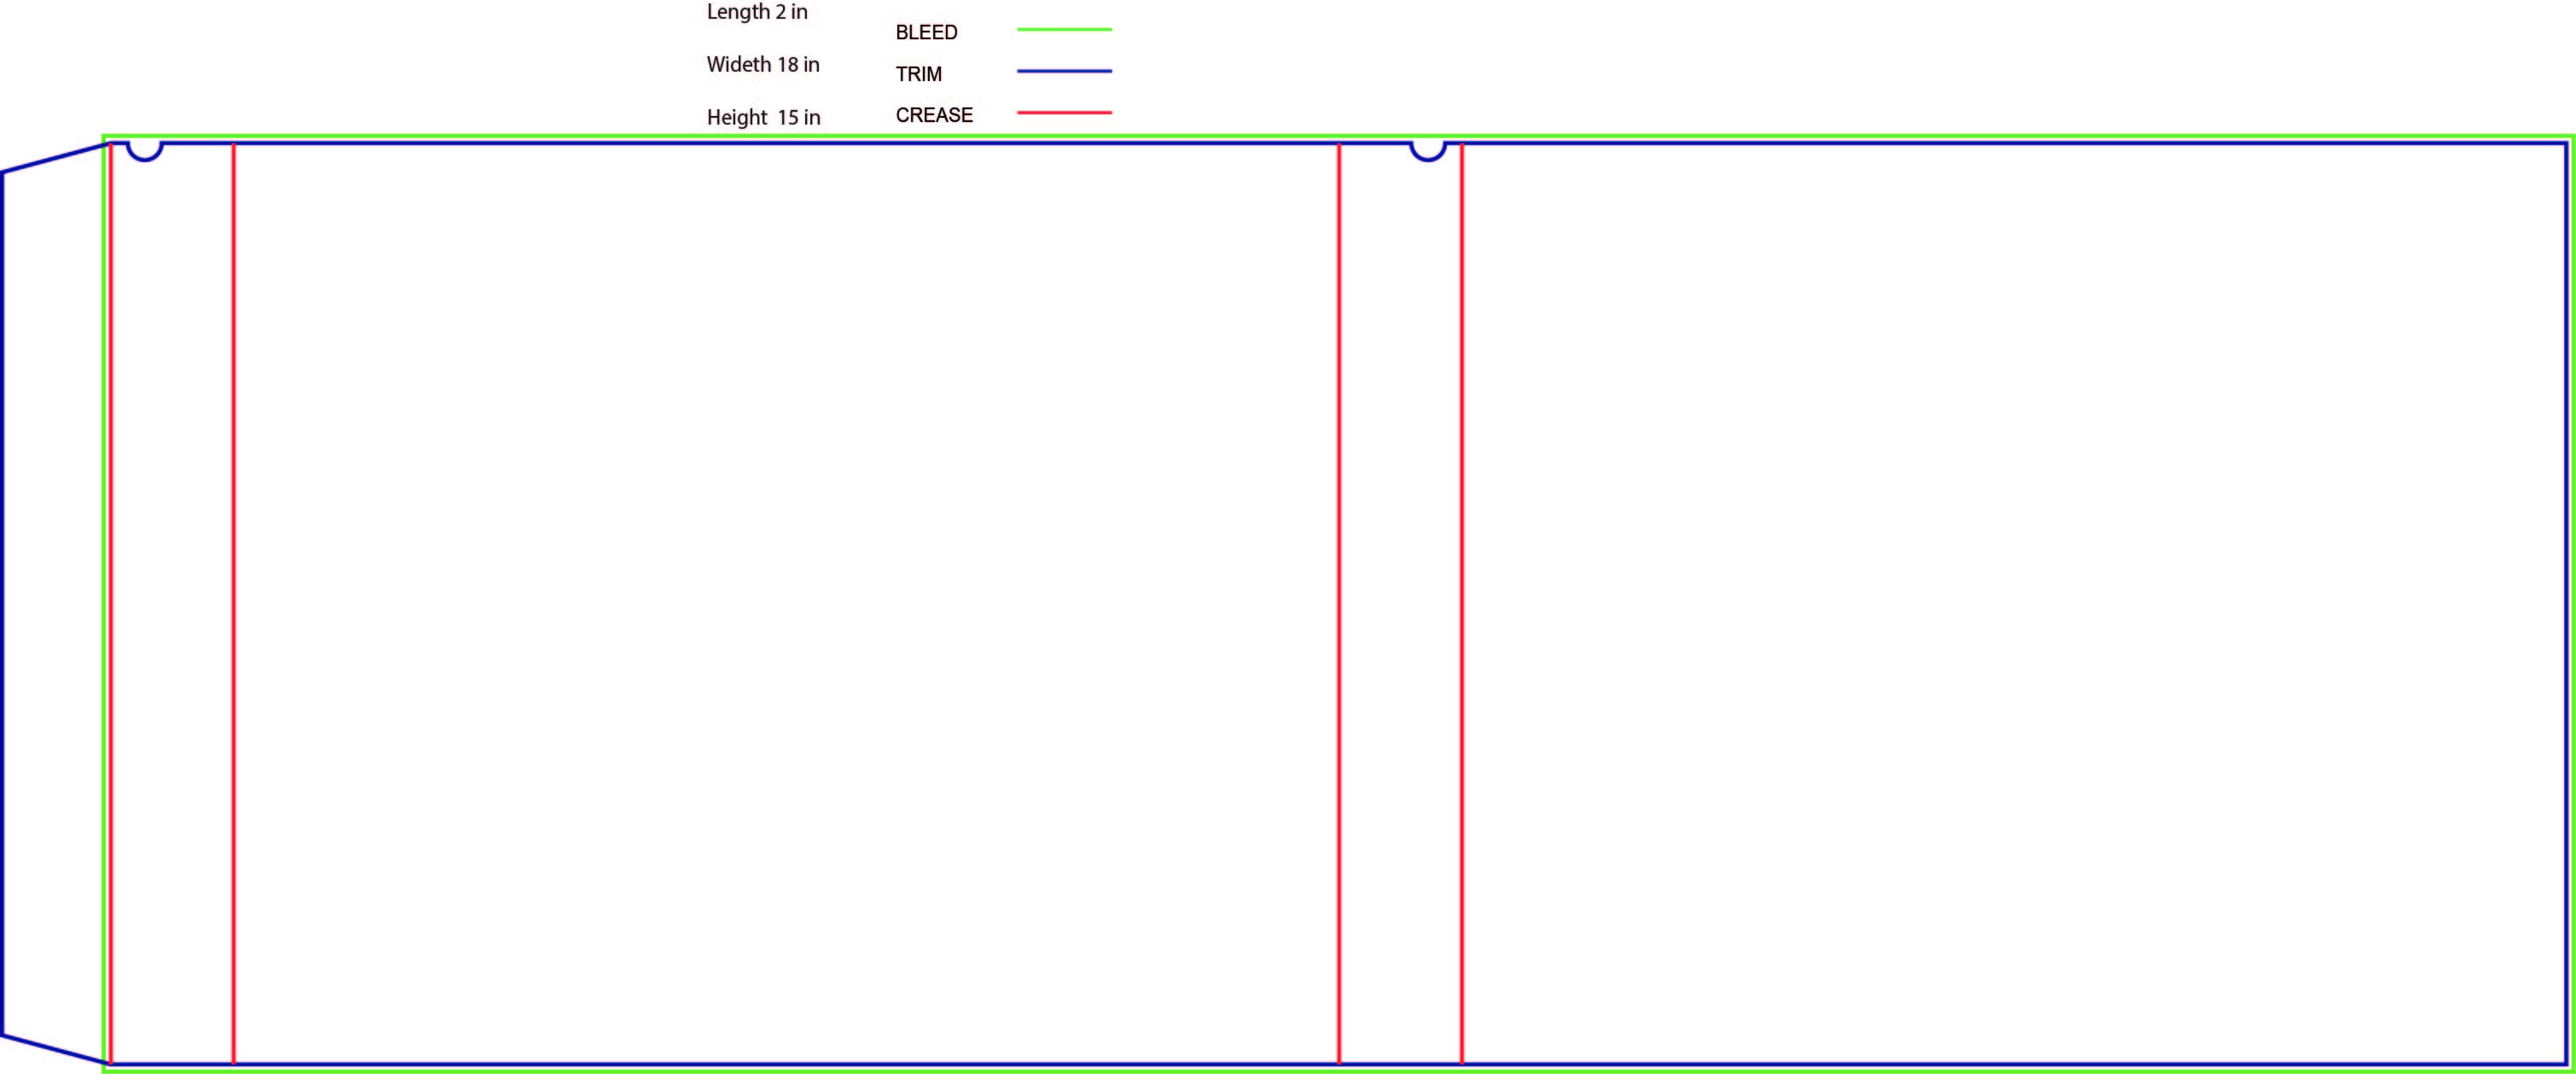 Length 2 in
Wideth 18 in
Height  15 in
BLEED
TRIM
CREASE